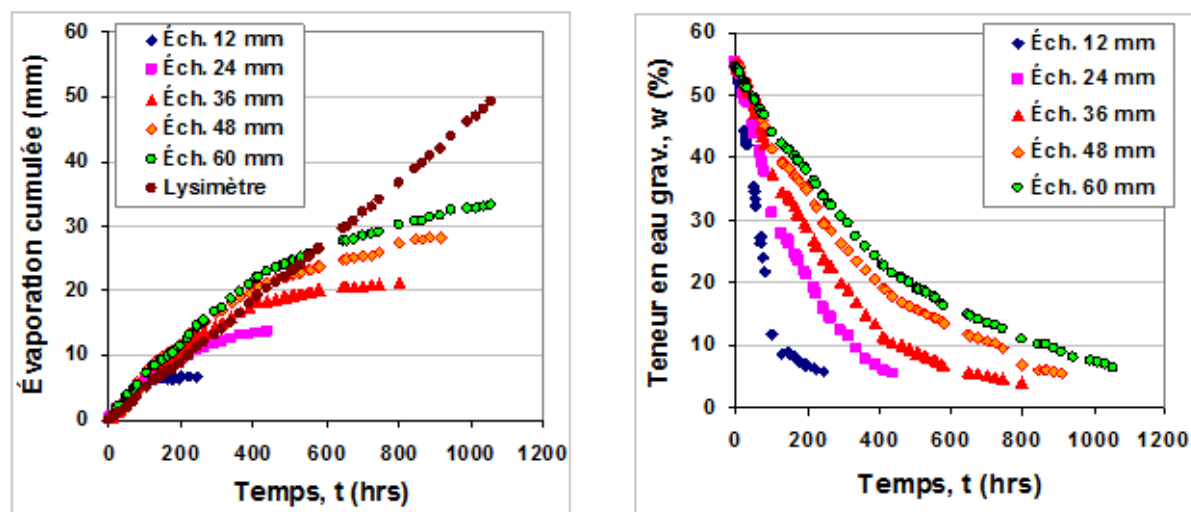 Évaporation cumulée (mm)
60
50
40
30
20
10
0
Éch. 12 mm
Éch. 24 mm
Éch. 36 mm
Éch. 48 mm
Éch. 60 mm
Lysimètre
0 200 400 600 800 1000 1200
Temps, t (hrs)
Teneur en eau grav., w (%)
60
50
40
30
20
10
0
Éch. 12 mm
Éch. 24 mm
Éch. 36 mm
Éch. 48 mm
Éch. 60 mm
0 200 400 600 800 1000 1200
Temps, t (hrs)